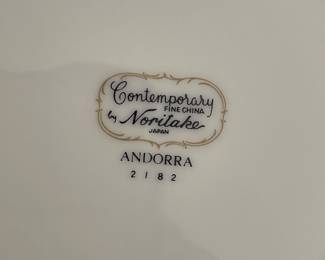 Contemporary
FINE CHINA
by Noritake
JAPAN
ANDORRA
2182